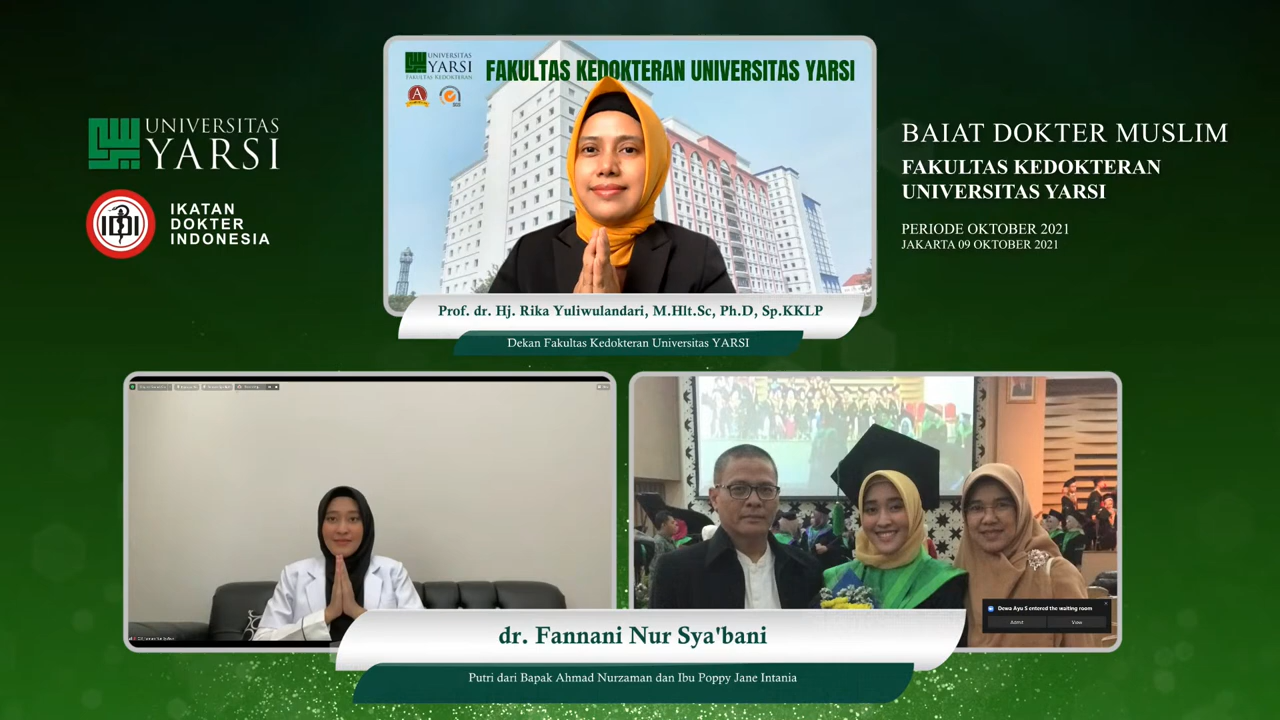 UNIVERSITAS
YARSI
IKATAN
DOKTER
INDONESIA
UNIVERSITAS
YARSI
FAKULTAS KEDOKTERAN
FAKULTAS KEDOKTERAN UNIVERSITAS YARSI
A
SGS
Prof. dr. Hj. Rika Yuliwulandari, M.Hlt.Sc, Ph.D, Sp.KKLP
Dekan Fakultas Kedokteran Universitas YARSI
BAIAT DOKTER MUSLIM
FAKULTAS KEDOKTERAN
UNIVERSITAS YARSI
PERIODE OKTOBER 2021
JAKARTA 09 OKTOBER 2021
Dewa Ayu S entered the waiting room
Admit View
dr. Fannani Nur Sya'bani
Putri dari Bapak Ahmad Nurzaman dan Ibu Poppy Jane Intania